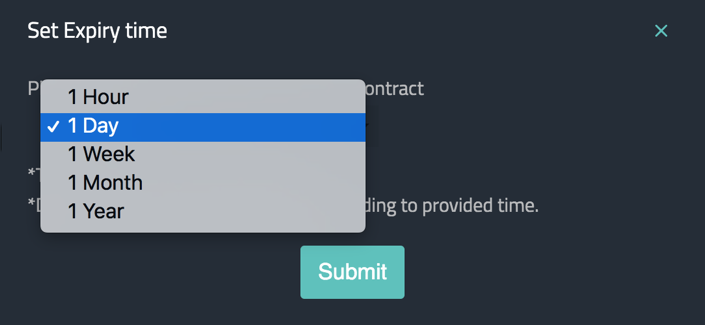 Set Expiry time
ontract
1 Hour
✓ 1 Day
1 Week
1 Month
1 Year
ding to provided time.
Submit